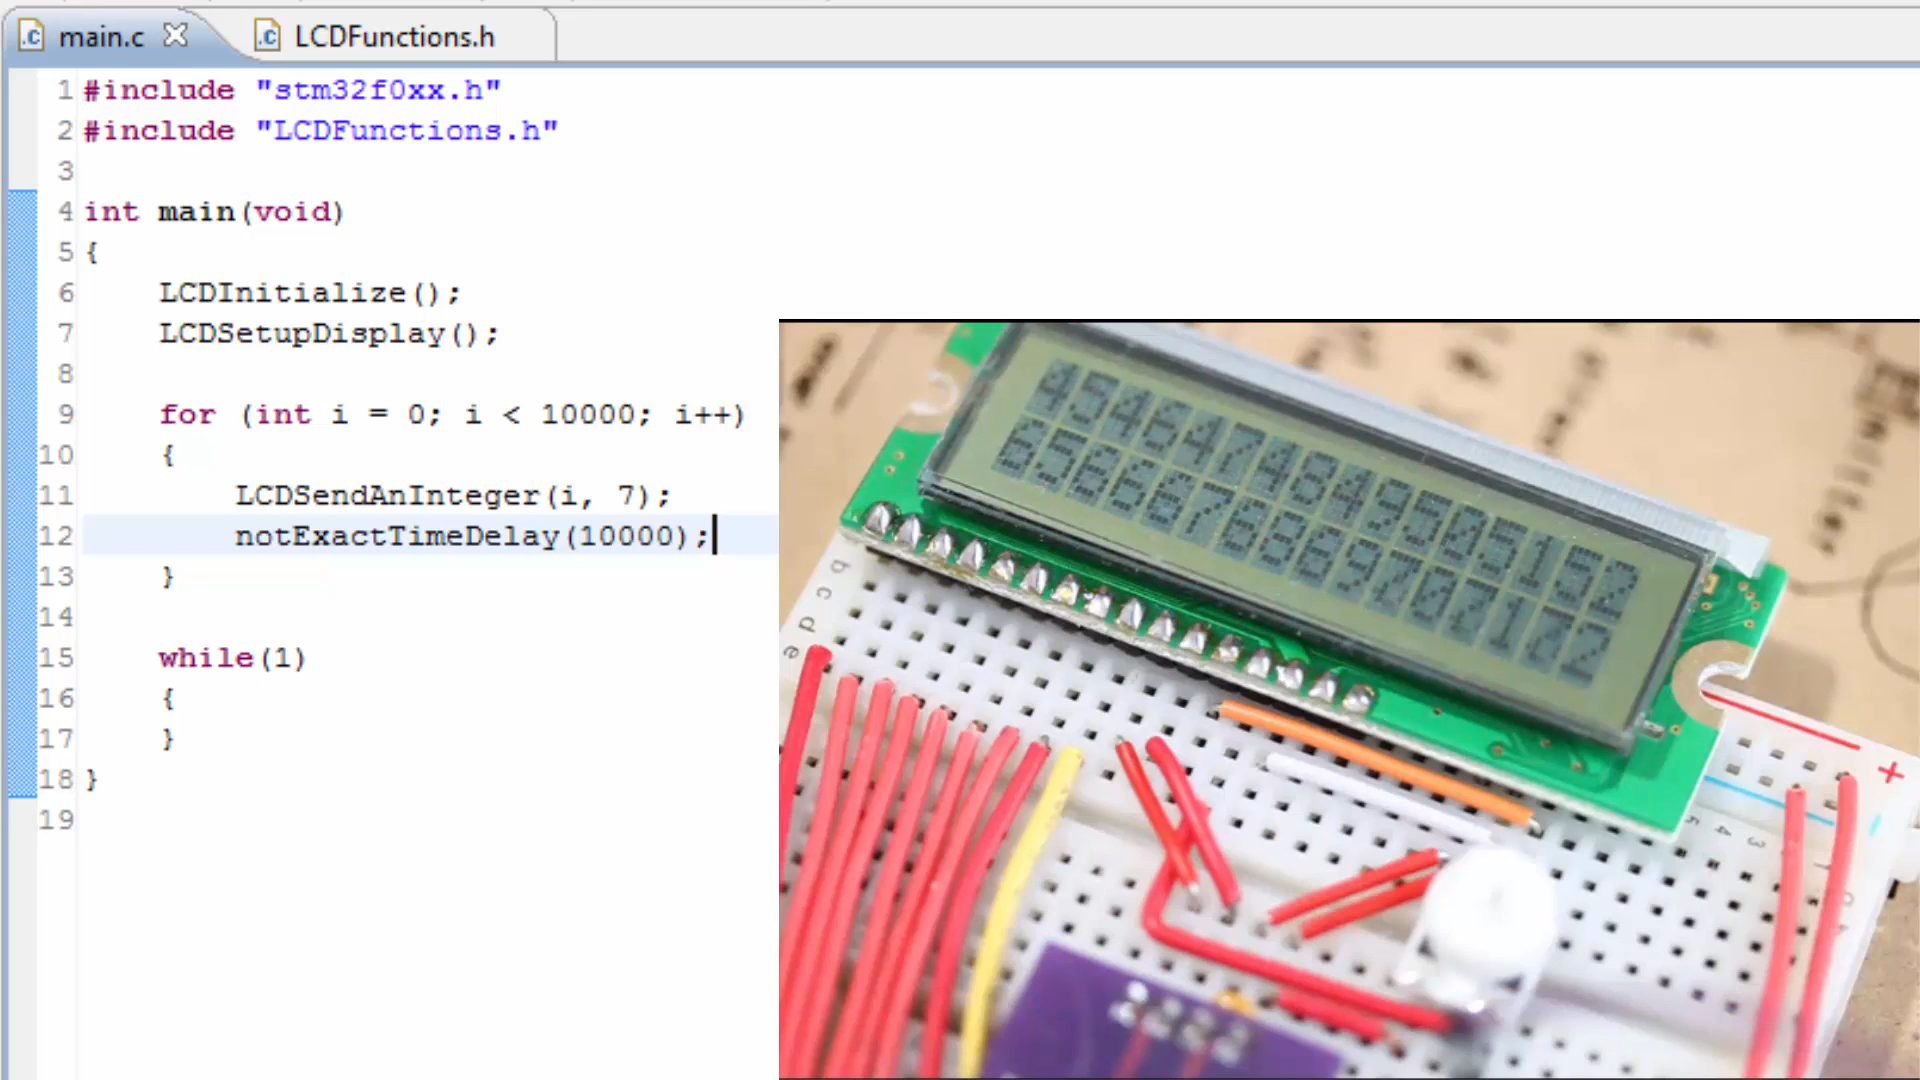 main.c
LCDFunctions.h
1 #include "stm32f0xx.h"
2 #include "LCDFunctions.h"
3
4 int main(void)
5 {
6 LCDInitialize();
7 LCDSetupDisplay();
8
9 for (int i = 0; i < 10000; i++)
10 {
11 LCDSendAnInteger(i, 7);
12 notExactTimeDelay(10000);
13 }
14
15 while(1)
16 {
17 }
18 }
19
b
c
d
e
+